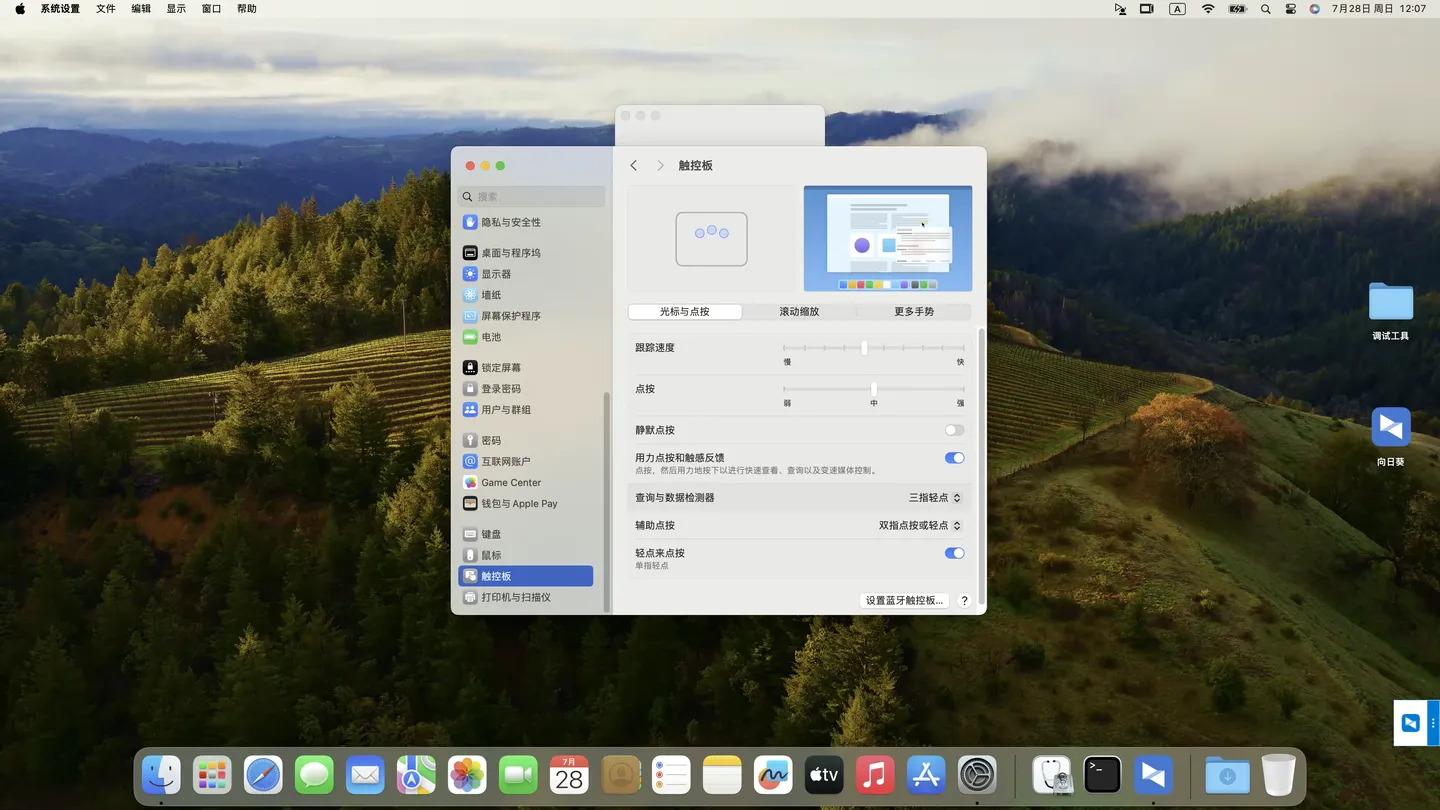 系统设置 文件 编辑 显示 窗口 帮助
A
7月28日 周日 12:07
搜索
隐私与安全性
桌面与程序坞
显示器
墙纸
屏幕保护程序
电池
锁定屏幕
登录密码
用户与群组
密码
互联网账户
Game Center
钱包与 Apple Pay
键盘
鼠标
触控板
打印机与扫描仪
触控板
光标与点按 滚动缩放 更多手势
跟踪速度
慢 快
点按
弱 中 强
静默点按
用力点按和触感反馈
点按，然后用力地按下以进行快速查看、查询以及变速媒体控制。
查询与数据检测器 三指轻点
辅助点按 双指点按或轻点
轻点来点按
单指轻点
设置蓝牙触控板... ?
调试工具
向日葵
7月
28
tv
>_